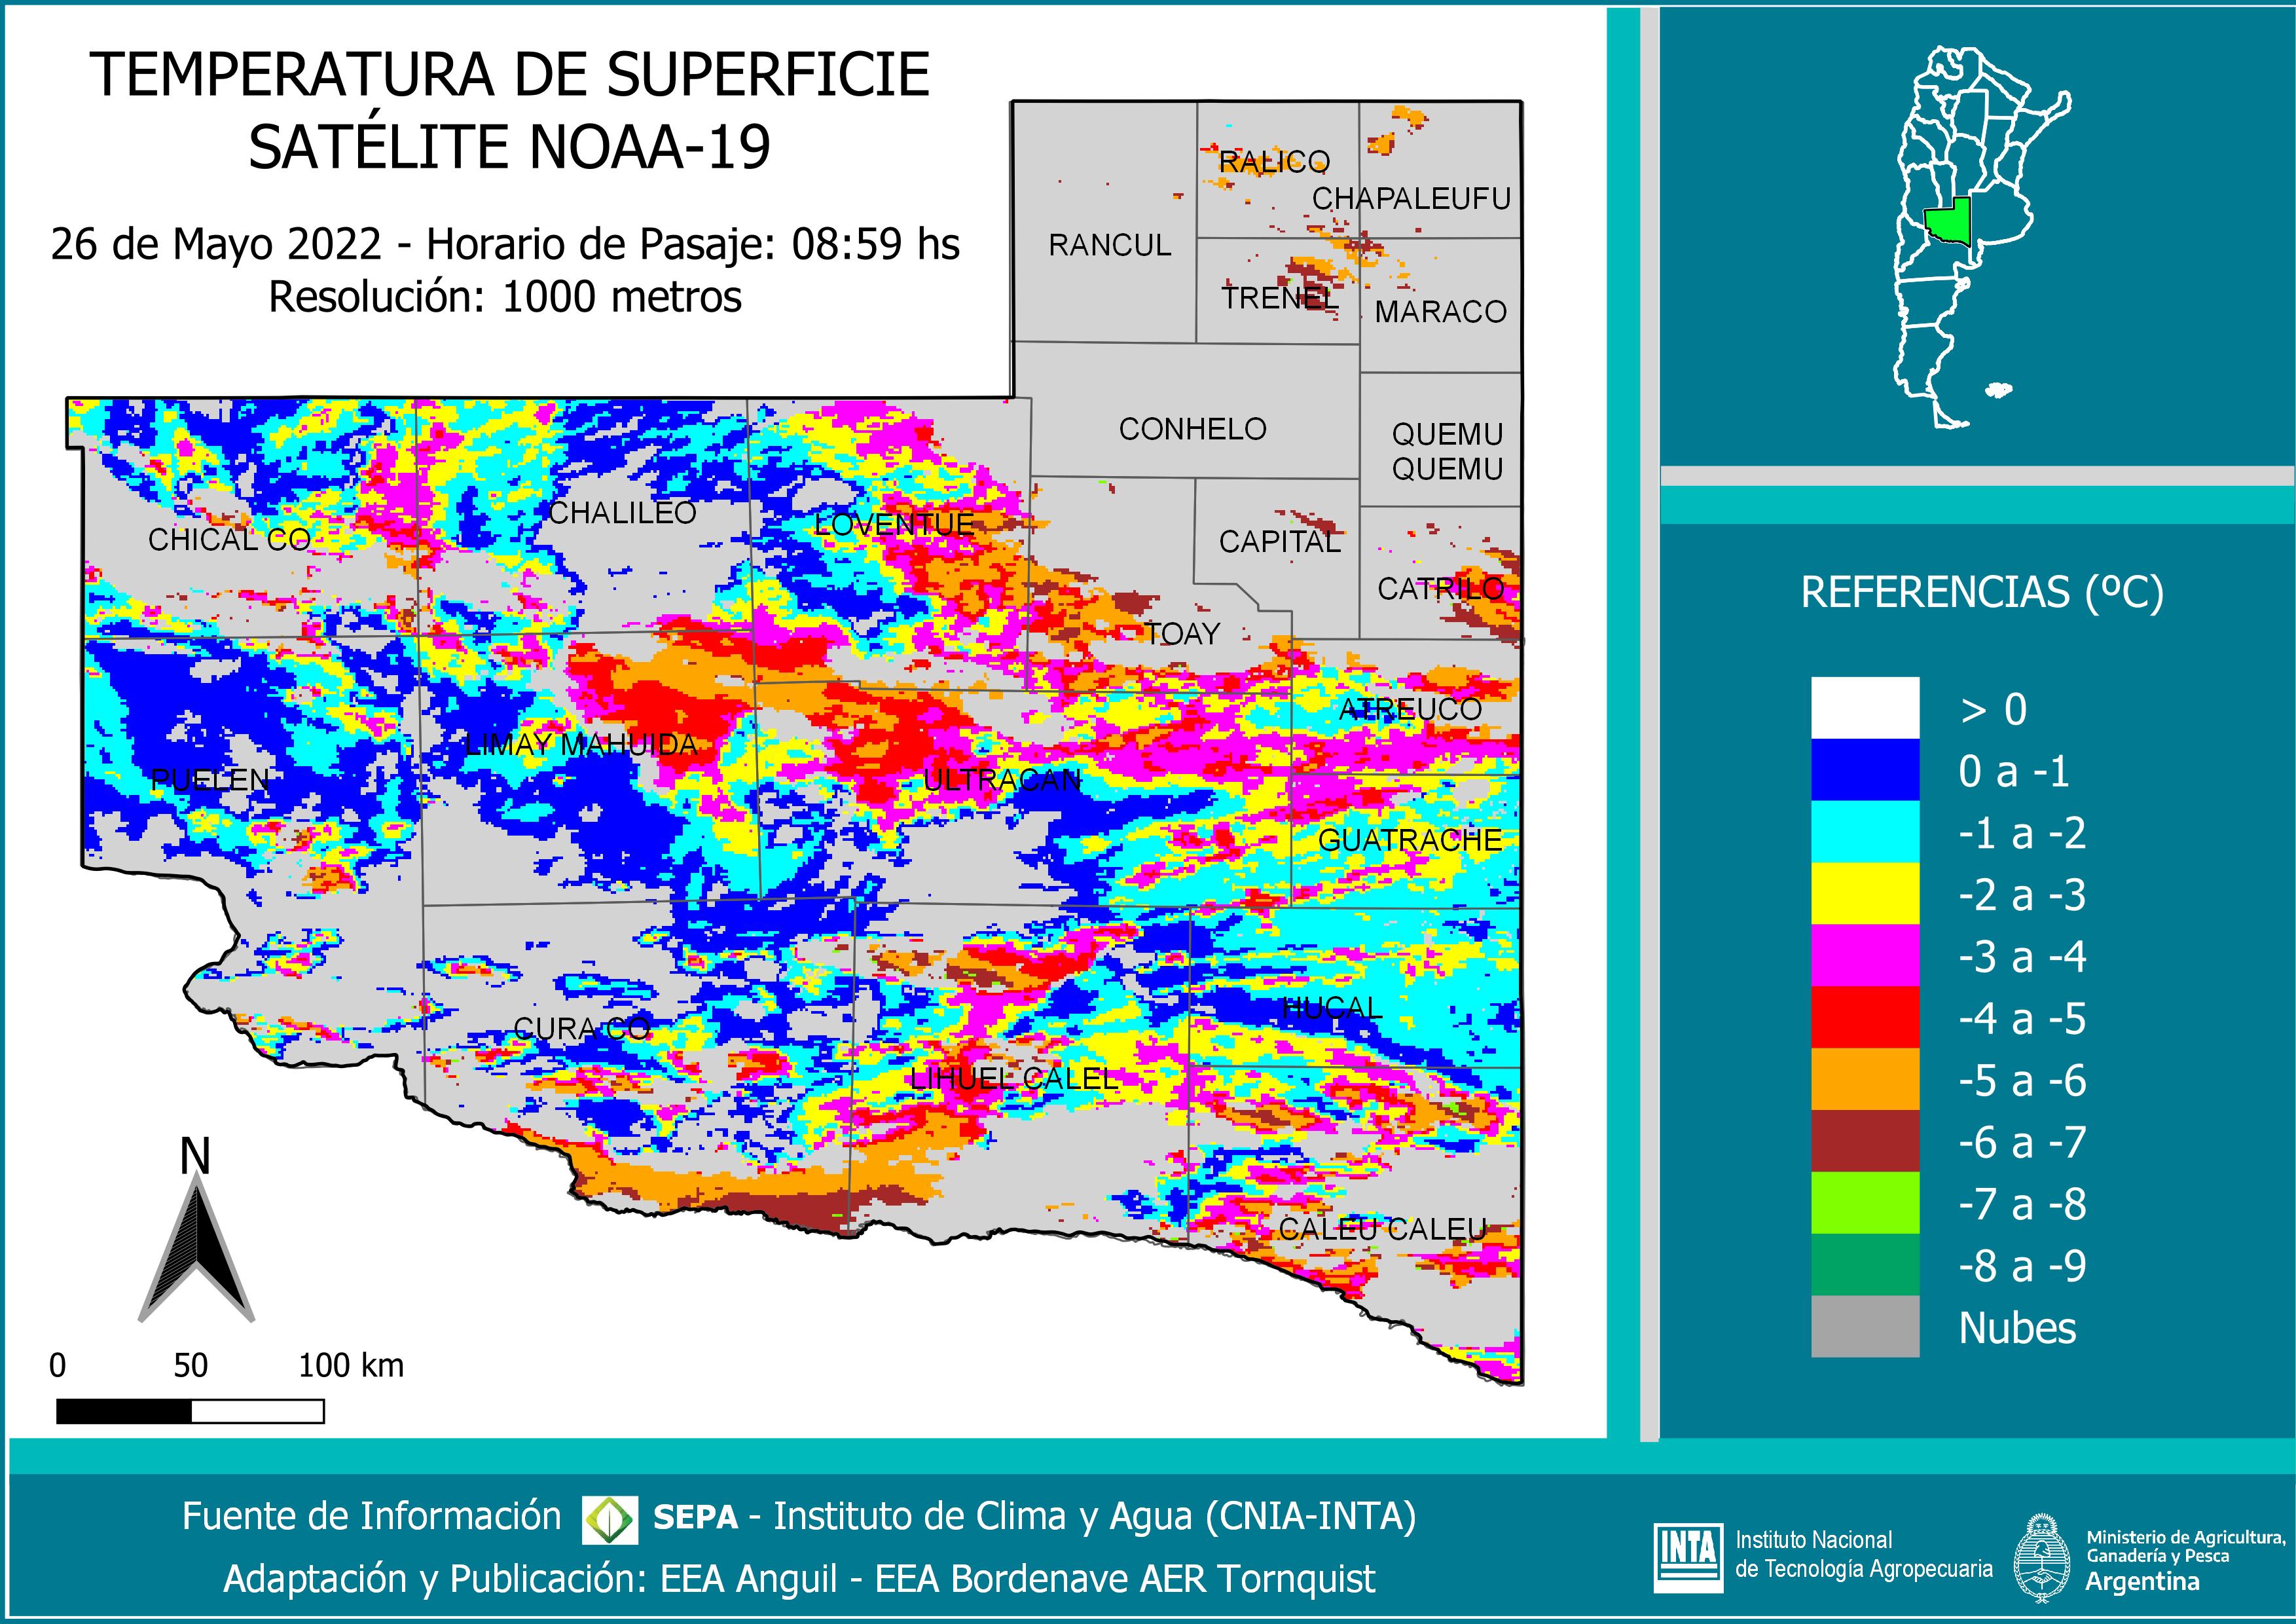 TEMPERATURA DE SUPERFICIE
SATÉLITE NOAA-19
26 de Mayo 2022 - Horario de Pasaje: 08:59 hs
Resolución: 1000 metros
RALICO
CHAPALEUFU
RANCUL
TRENEL
MARACO
CONHELO
QUEMU
QUEMU
CHALILEO
LOVENTUE
CHICAL CO
CAPITAL
CATRILO
TOAY
ATREUCO
LIMAY MAHUIDA
PUELEN
ULTRACAN
GUATRACHE
HUCAL
CURA CO
LIHUEL CALEL
CALEU CALEU
N
0 50 100 km
REFERENCIAS (ºC)
> 0
0 a -1
-1 a -2
-2 a -3
-3 a -4
-4 a -5
-5 a -6
-6 a -7
-7 a -8
-8 a -9
Nubes
Fuente de Información SEPA - Instituto de Clima y Agua (CNIA-INTA)
Adaptación y Publicación: EEA Anguil - EEA Bordenave AER Tornquist
INTA
Instituto Nacional
de Tecnología Agropecuaria
Ministerio de Agricultura,
Ganadería y Pesca
Argentina